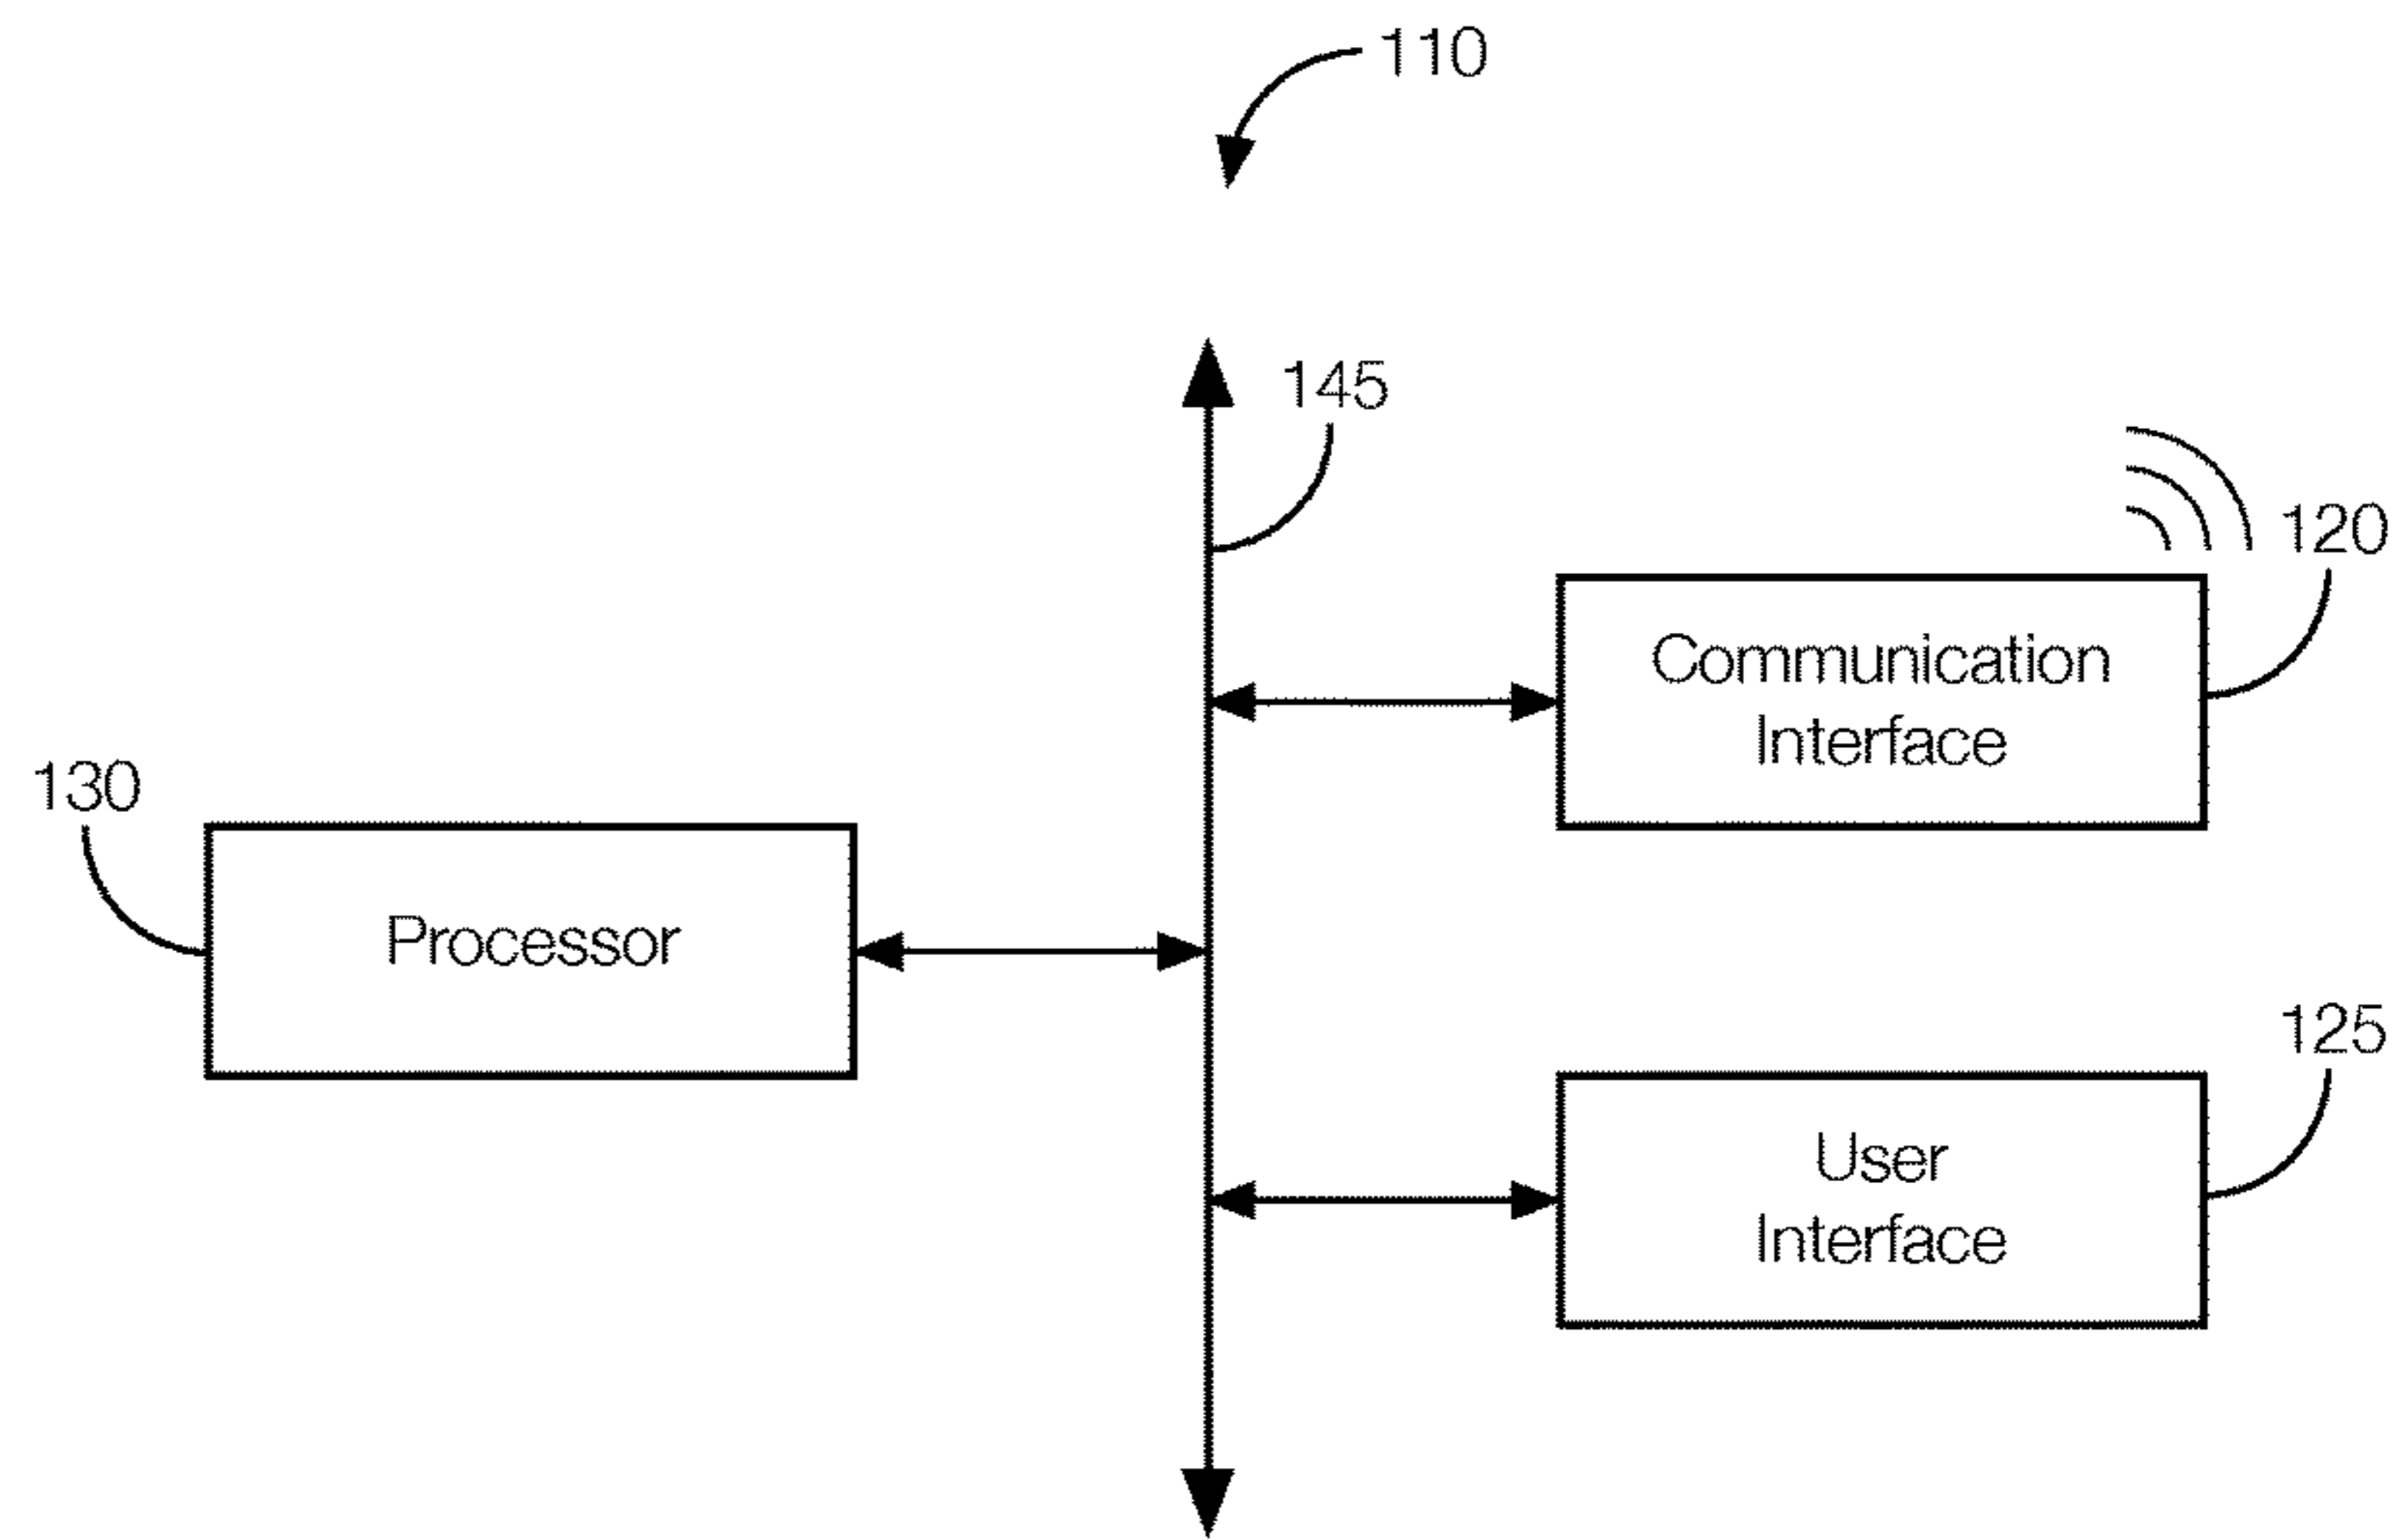 110
145
120
Communication
Interface
130
Processor
125
User
Interface